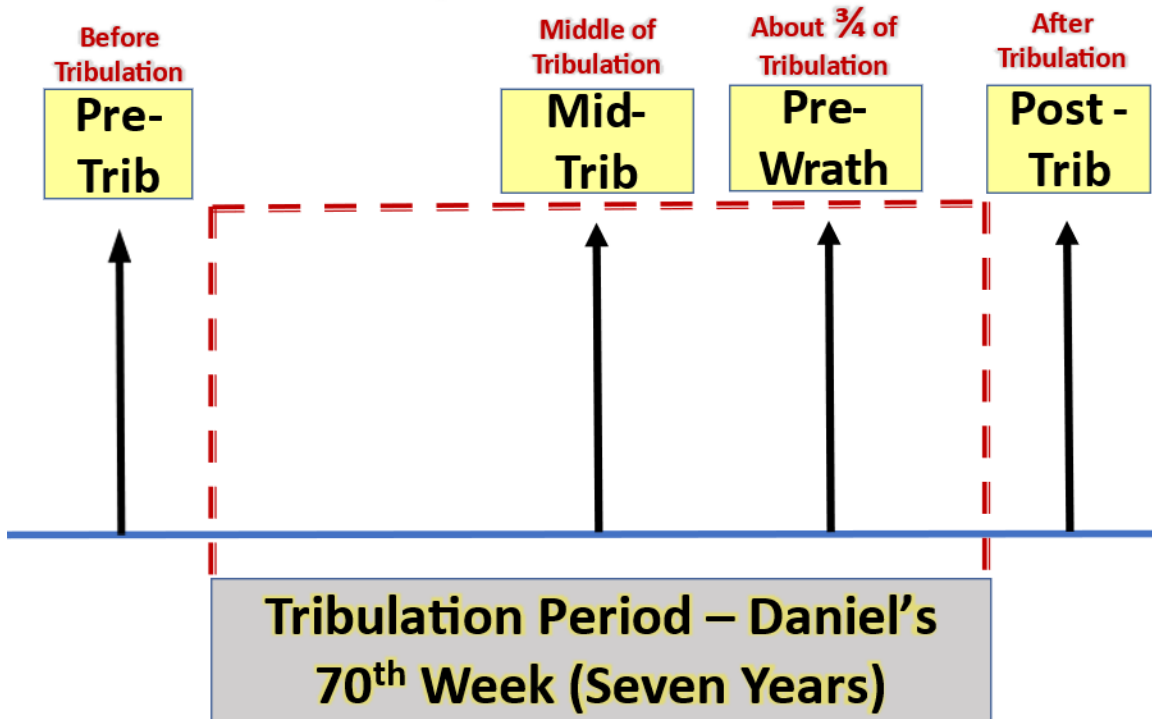 Before
Tribulation
Pre-
Trib
Middle of
Tribulation
Mid-
Trib
About ¾ of
Tribulation
Pre-
Wrath
After
Tribulation
Post -
Trib
Tribulation Period – Daniel’s
70th Week (Seven Years)